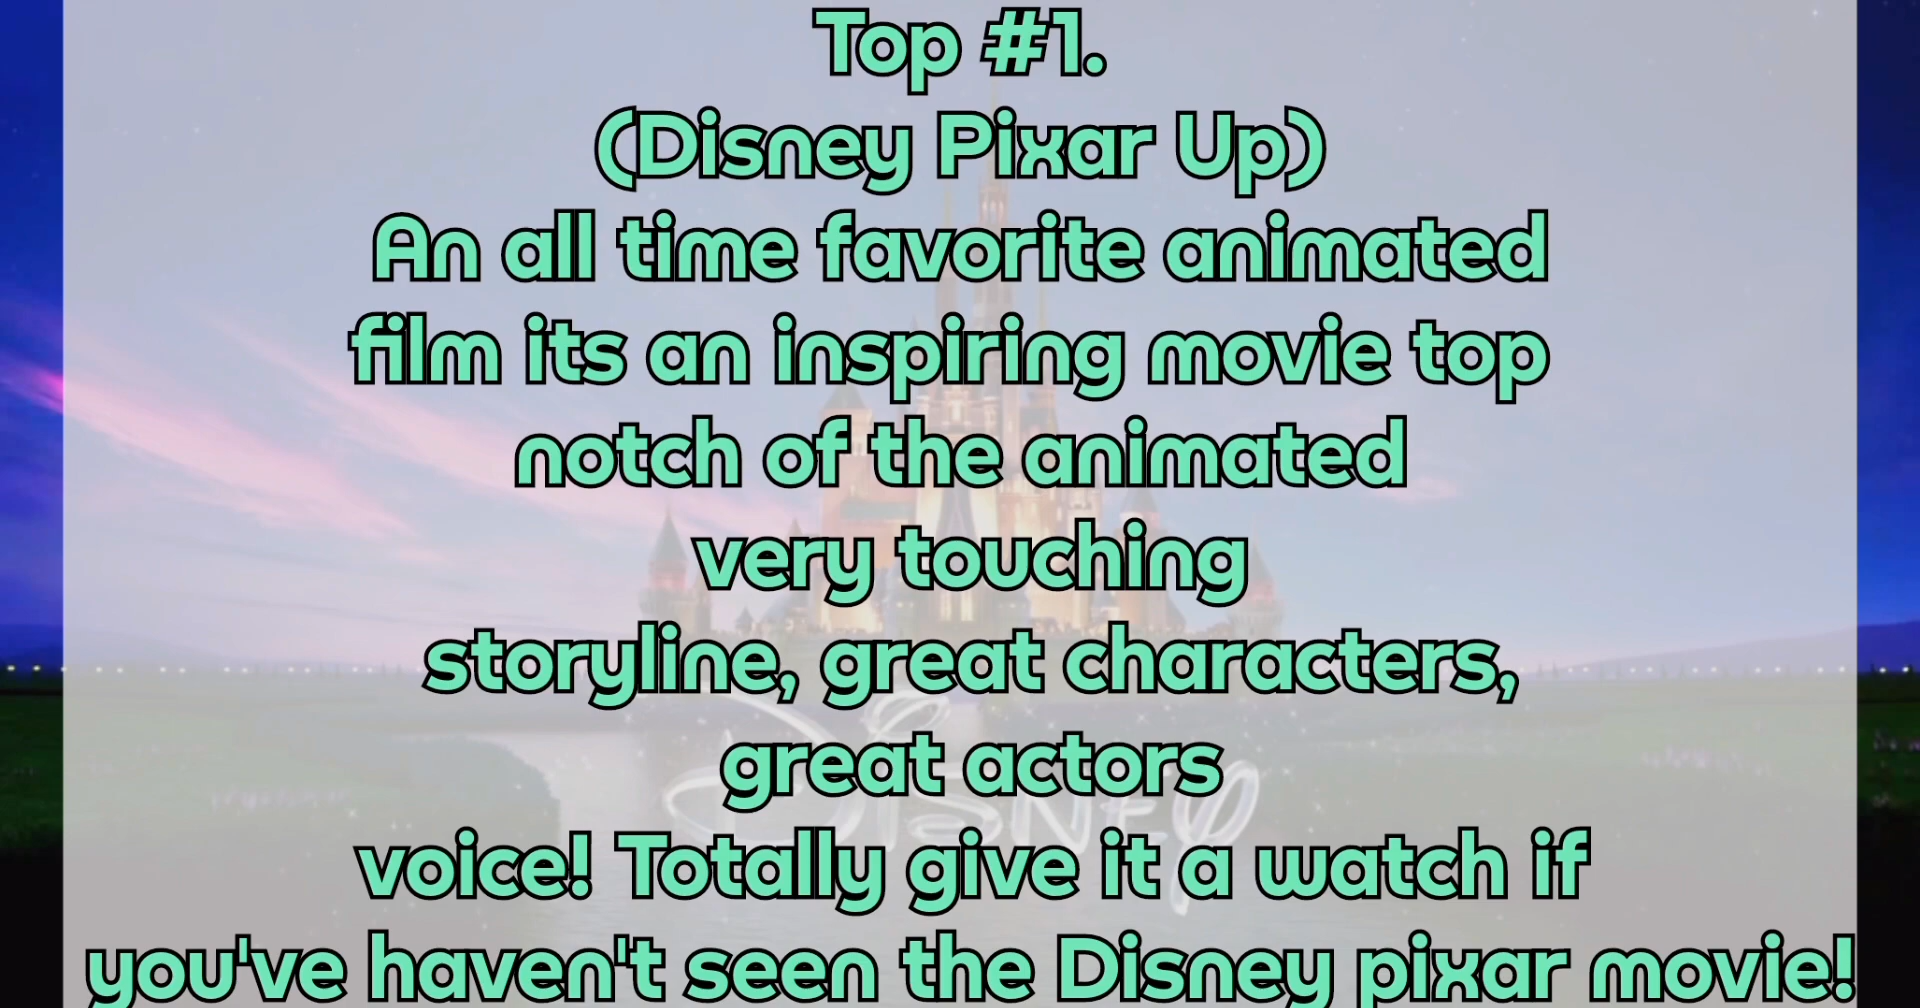 Top #1.
(Disney Pixar Up)
An all time favorite animated
film its an inspiring movie top
notch of the animated
very touching
storyline, great characters,
great actors
DISNEY
voice! Totally give it a watch if
you've haven't seen the Disney pixar movie!